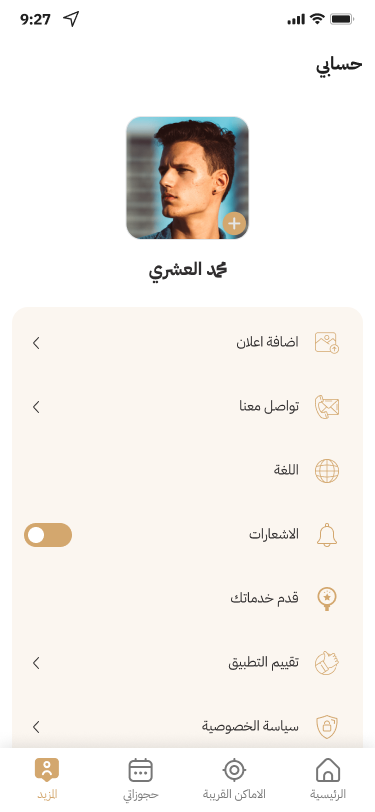 9:27
حسابي
محمد العشري
اضافة اعلان
تواصل معنا
اللغة
الاشعارات
قدم خدماتك
تقييم التطبيق
سياسة الخصوصية
الرئيسية
الاماكن القريبة
حجوزاتي
المزيد